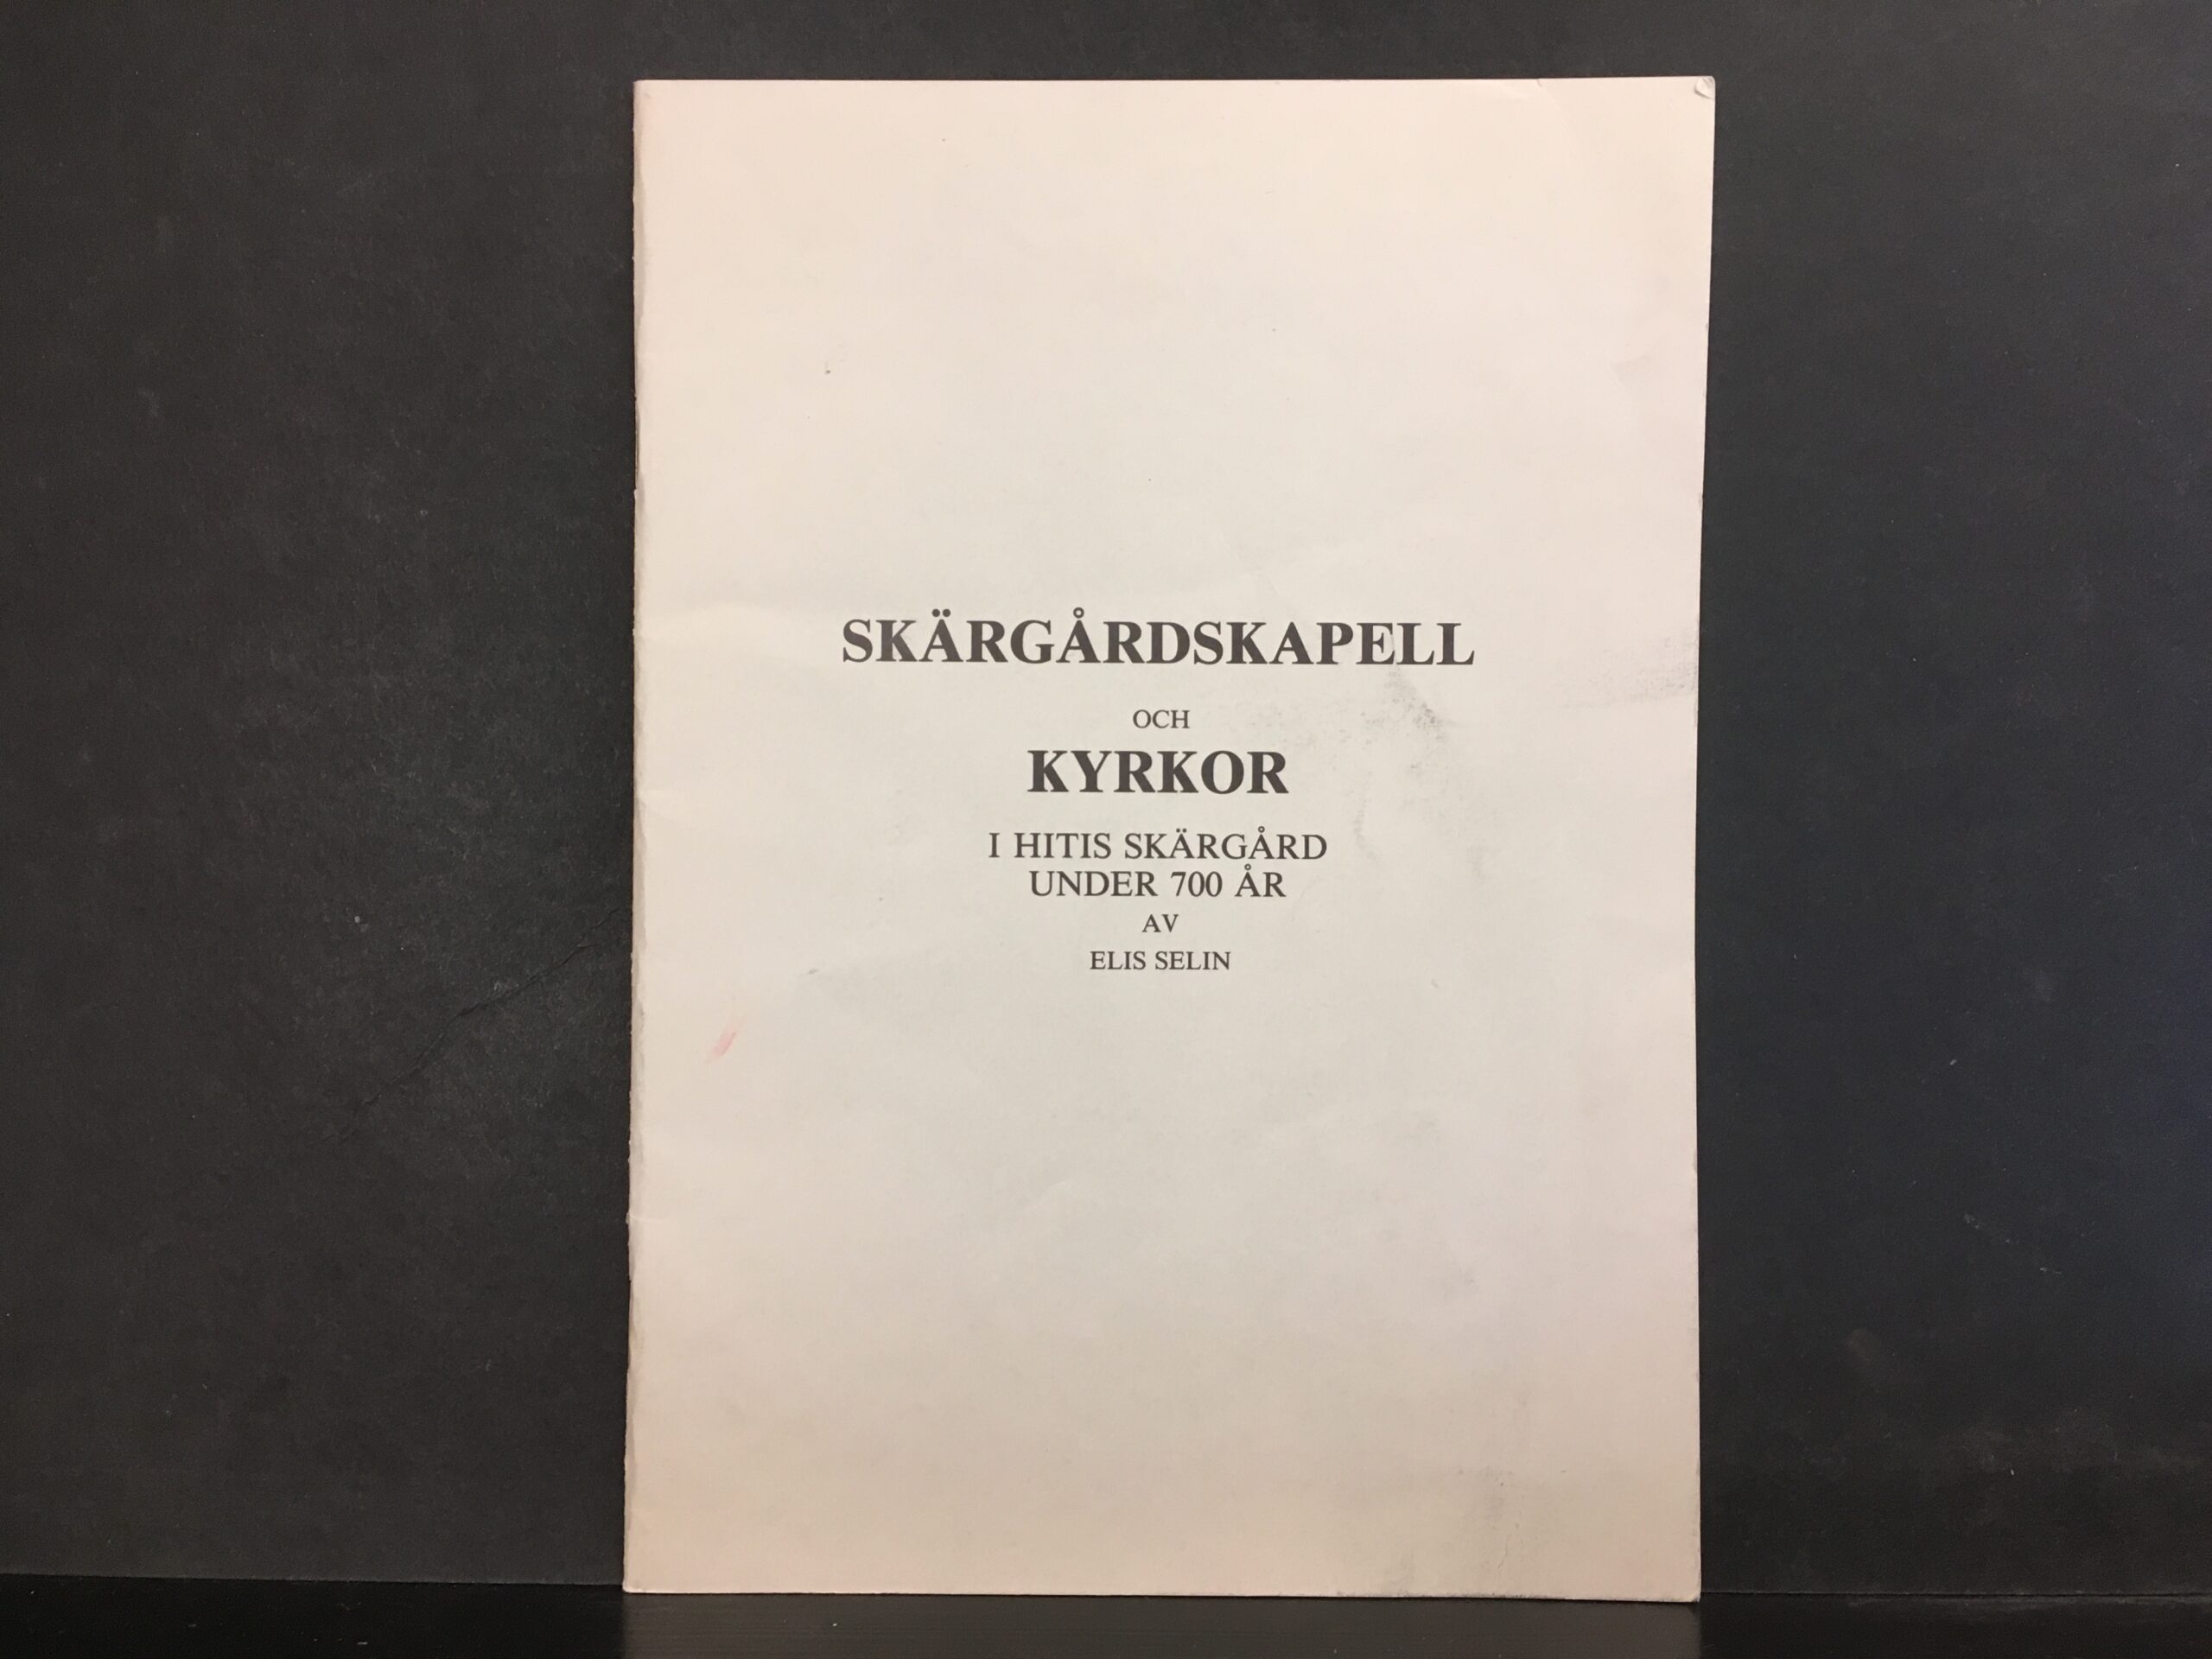 SKÄRGÅRDSKAPELL
OCH
KYRKOR
I HITIS SKÄRGÅRD
UNDER 700 ÅR
AV
ELIS SELIN